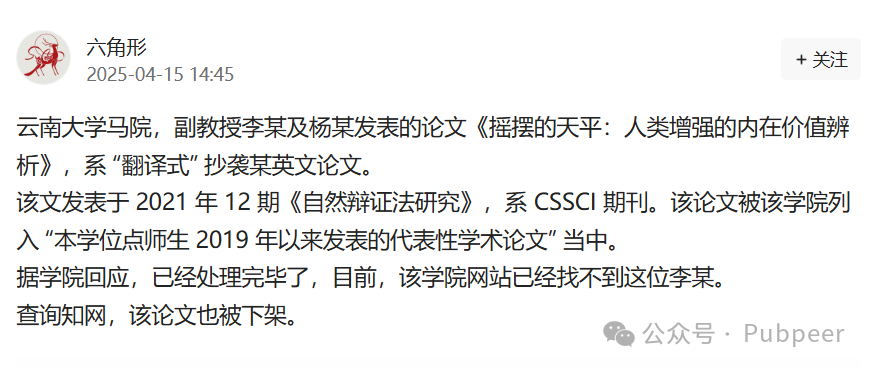 六角形
2025-04-15 14:45
+ 关注
云南大学马院，副教授李某及杨某发表的论文《摇摆的天平：人类增强的内在价值辨
析》，系 “翻译式” 抄袭某英文论文。
该文发表于 2021 年 12 期《自然辩证法研究》，系 CSSCI 期刊。该论文被该学院列
入 “本学位点师生 2019 年以来发表的代表性学术论文” 当中。
据学院回应，已经处理完毕了，目前，该学院网站已经找不到这位李某。
查询知网，该论文也被下架。
公众号 · Pubpeer